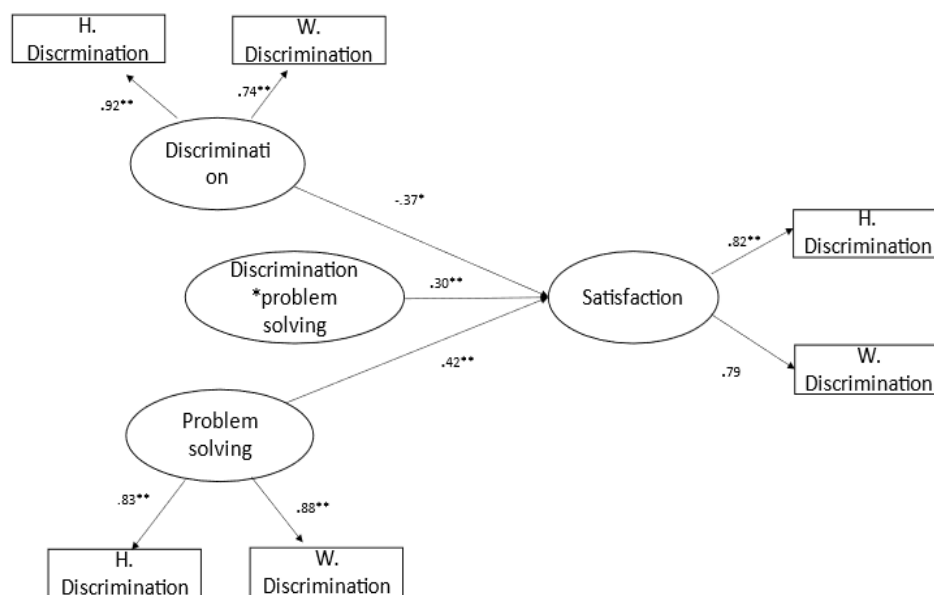 H.
Discrmination
W.
Discrimination
.92**
.74**
Discriminati
on
-.37*
H.
Discrimination
.82**
Discrimination
*problem
solving
.30**
Satisfaction
W.
Discrimination
.79
.42**
Problem
solving
.83**
.88**
H.
Discrimination
W.
Discrimination